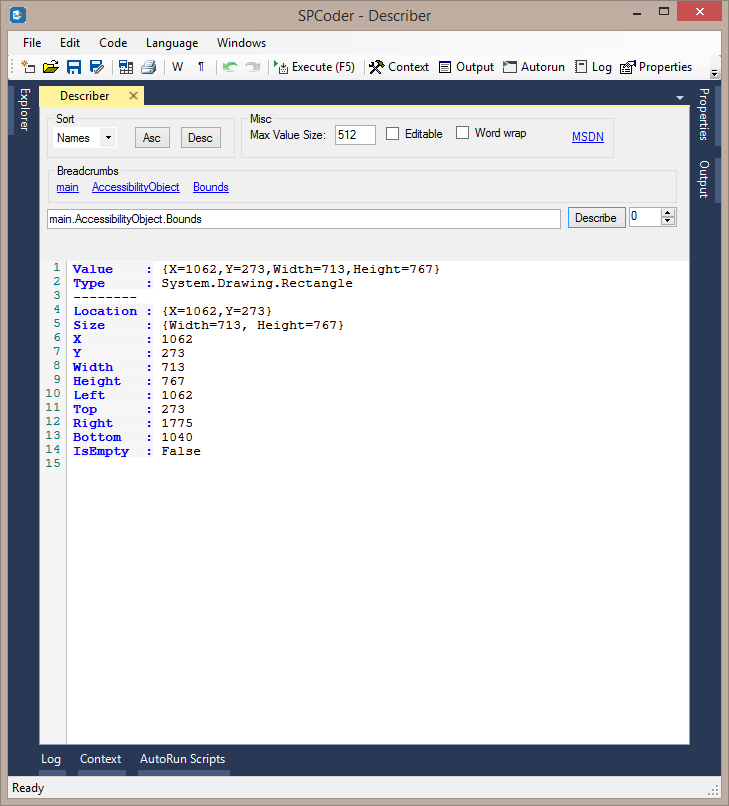 SPCoder - Describer
File Edit Code Language Windows
W ¶ Execute (F5) Context Output Autorun Log Properties
Explorer
Describer
Properties
Output
Sort
Names Asc Desc
Misc
Max Value Size: 512 Editable Word wrap MSDN
Breadcrumbs
main AccessibilityObject Bounds
main.AccessibilityObject.Bounds Describe 0
1 Value : {X=1062,Y=273,Width=713,Height=767}
2 Type : System.Drawing.Rectangle
3 --------
4 Location : {X=1062,Y=273}
5 Size : {Width=713, Height=767}
6 X : 1062
7 Y : 273
8 Width : 713
9 Height : 767
10 Left : 1062
11 Top : 273
12 Right : 1775
13 Bottom : 1040
14 IsEmpty : False
15
Log Context AutoRun Scripts
Ready